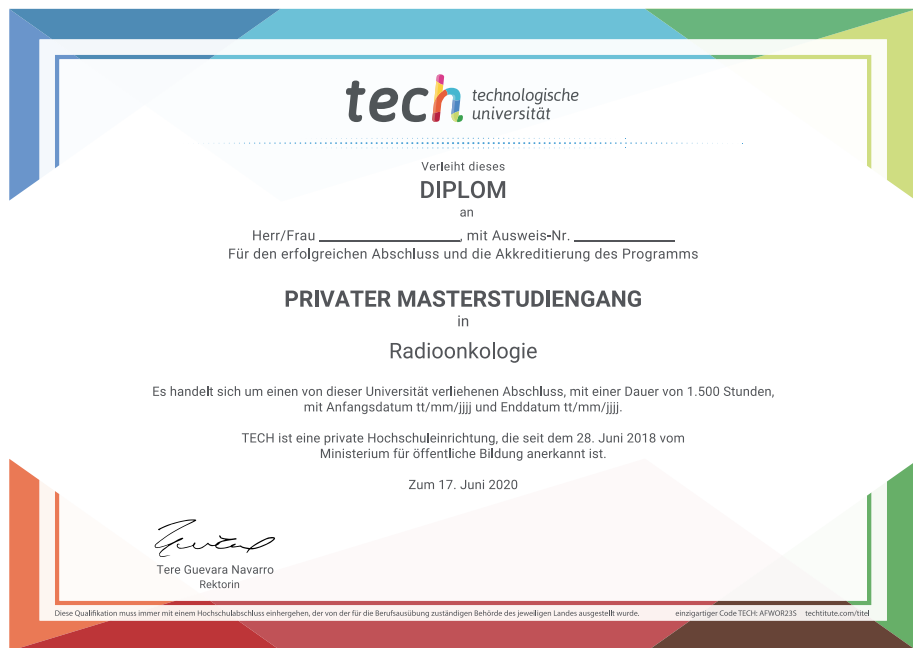 tech technologische
universität
Verleiht dieses
DIPLOM
an
Herr/Frau ____________________, mit Ausweis-Nr. ______________
Für den erfolgreichen Abschluss und die Akkreditierung des Programms
PRIVATER MASTERSTUDIENGANG
in
Radioonkologie
Es handelt sich um einen von dieser Universität verliehenen Abschluss, mit einer Dauer von 1.500 Stunden,
mit Anfangsdatum tt/mm/jjjj und Enddatum tt/mm/jjjj.
TECH ist eine private Hochschuleinrichtung, die seit dem 28. Juni 2018 vom
Ministerium für öffentliche Bildung anerkannt ist.
Zum 17. Juni 2020
Tere Guevara Navarro
Rektorin
Diese Qualifikation muss immer mit einem Hochschulabschluss einhergehen, der von der für die Berufsausübung zuständigen Behörde des jeweiligen Landes ausgestellt wurde. einzigartiger Code TECH: AFWOR23S techtitute.com/titel